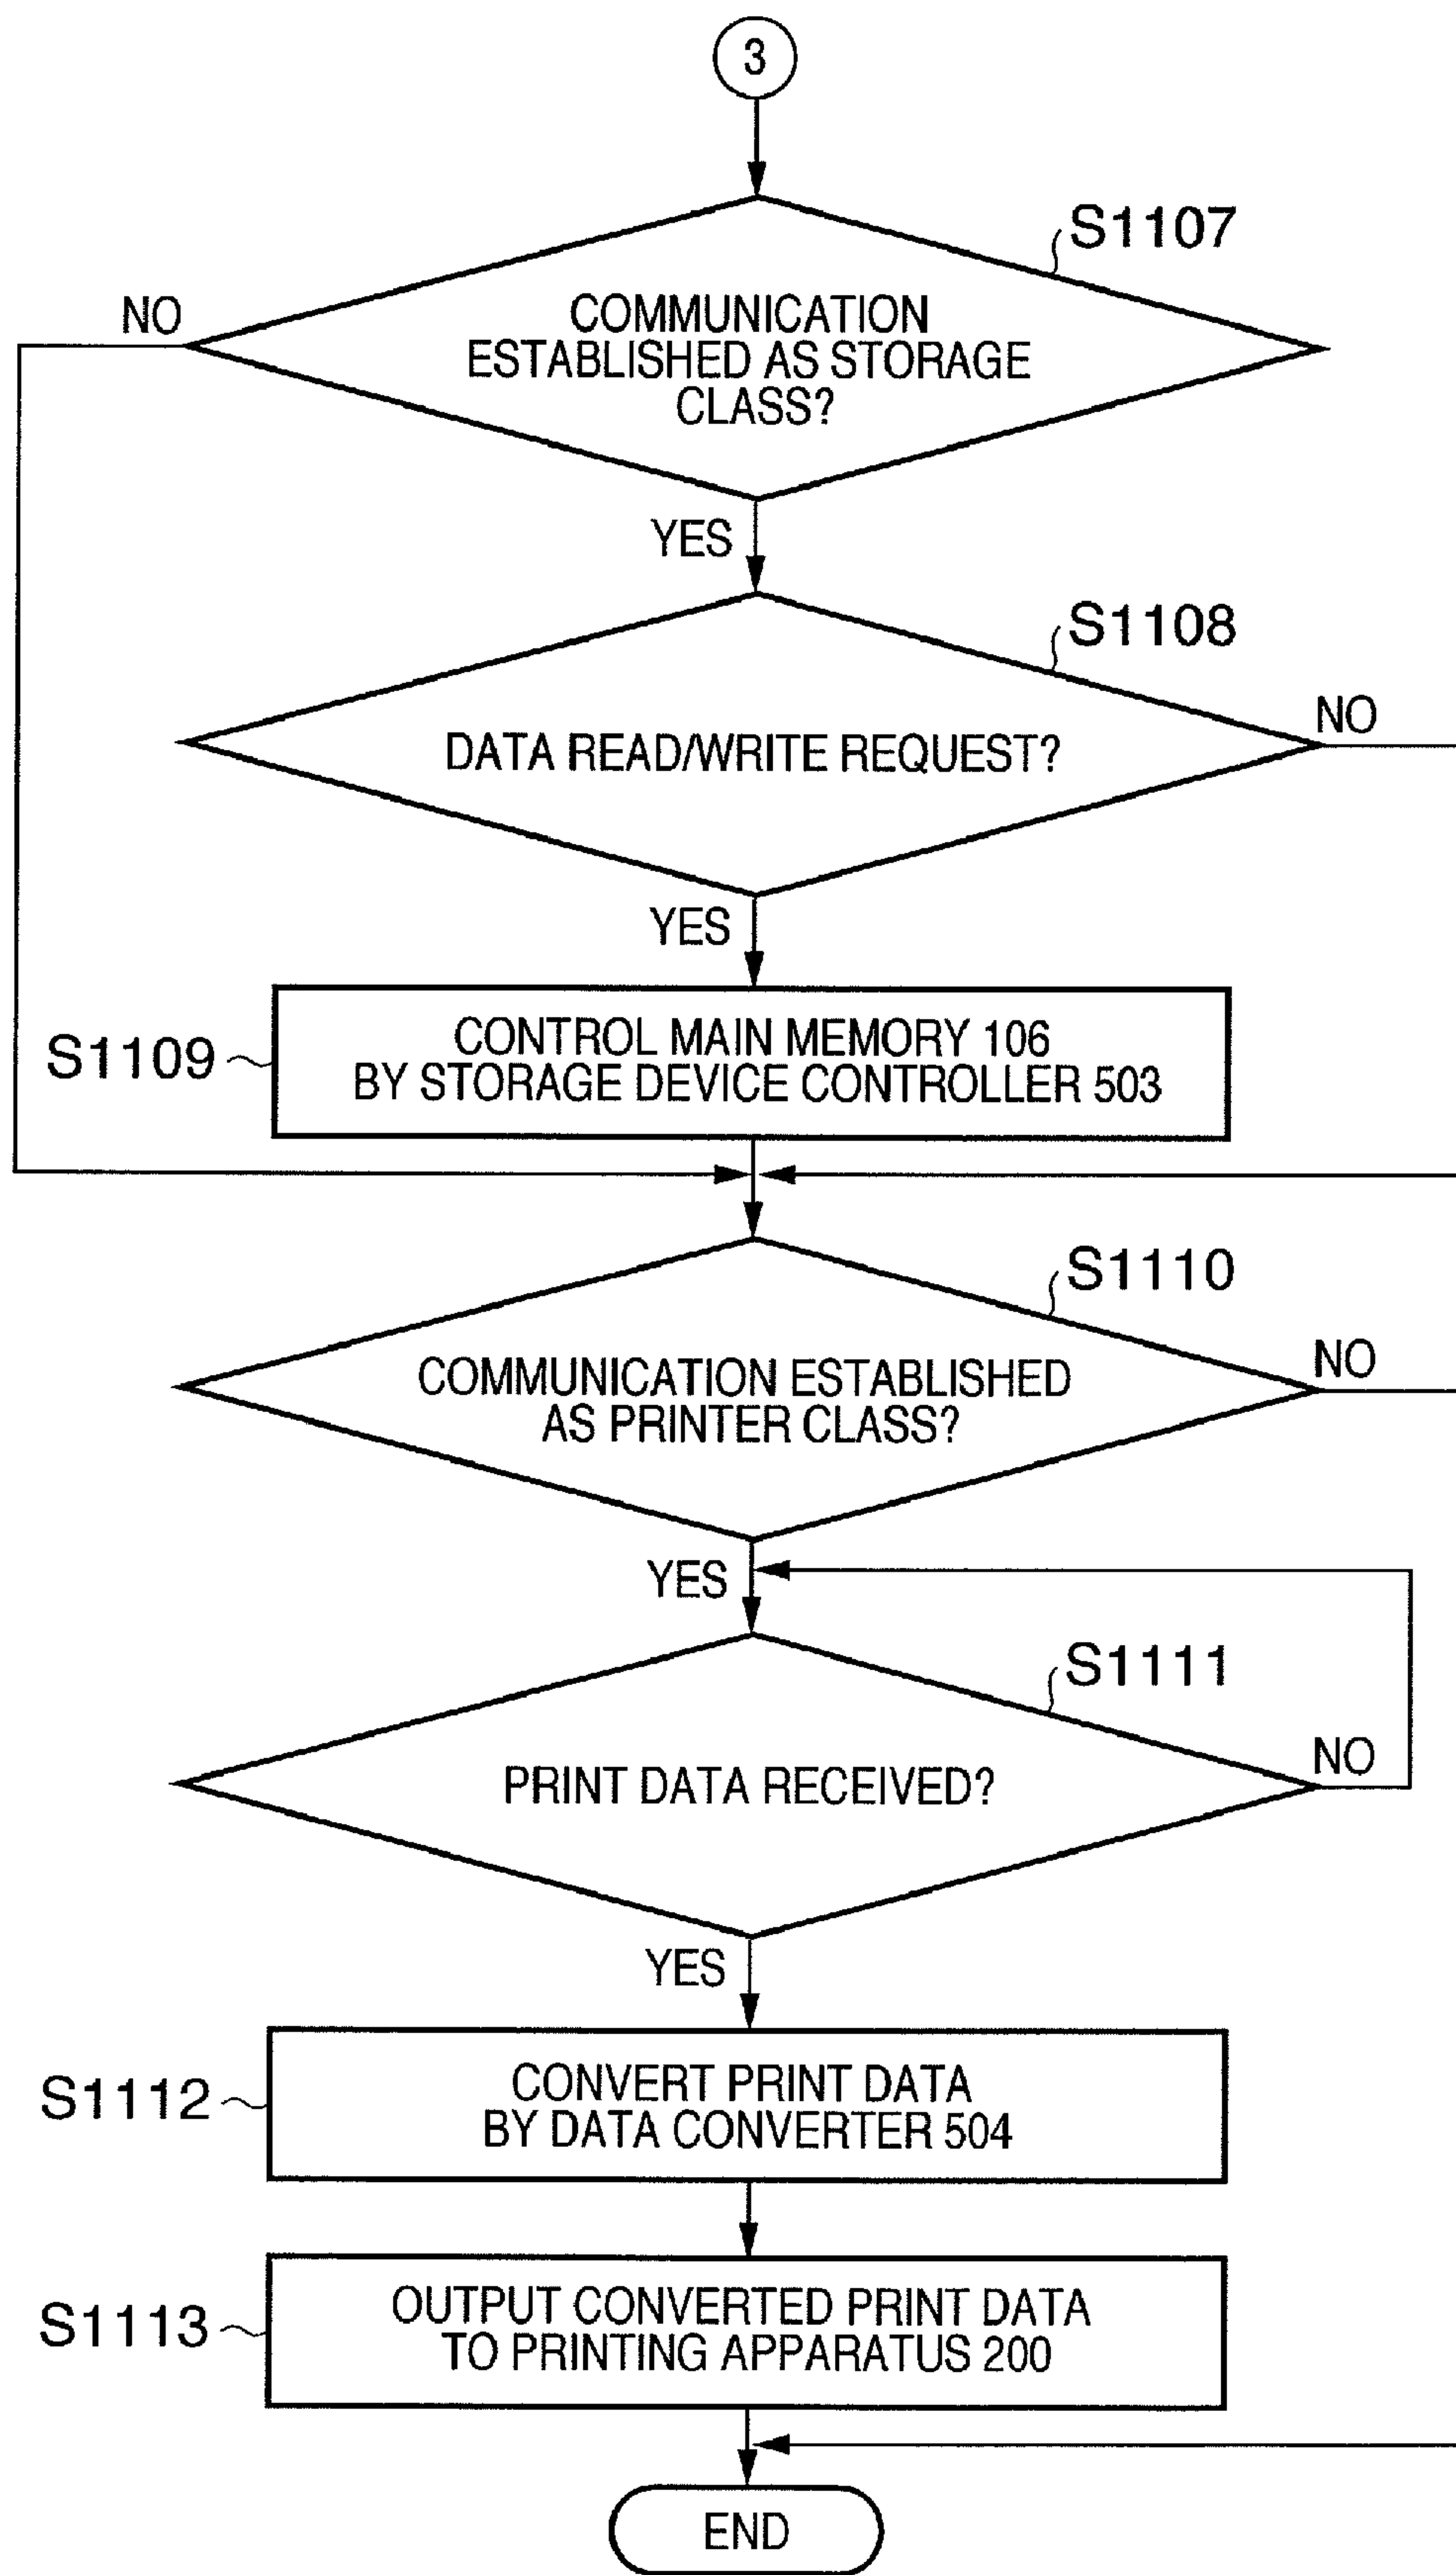 3
S1107
NO
COMMUNICATION
ESTABLISHED AS STORAGE
CLASS?
YES
S1108
NO
DATA READ/WRITE REQUEST?
YES
S1109
CONTROL MAIN MEMORY 106
BY STORAGE DEVICE CONTROLLER 503
S1110
NO
COMMUNICATION ESTABLISHED
AS PRINTER CLASS?
YES
S1111
NO
PRINT DATA RECEIVED?
YES
S1112
CONVERT PRINT DATA
BY DATA CONVERTER 504
S1113
OUTPUT CONVERTED PRINT DATA
TO PRINTING APPARATUS 200
END